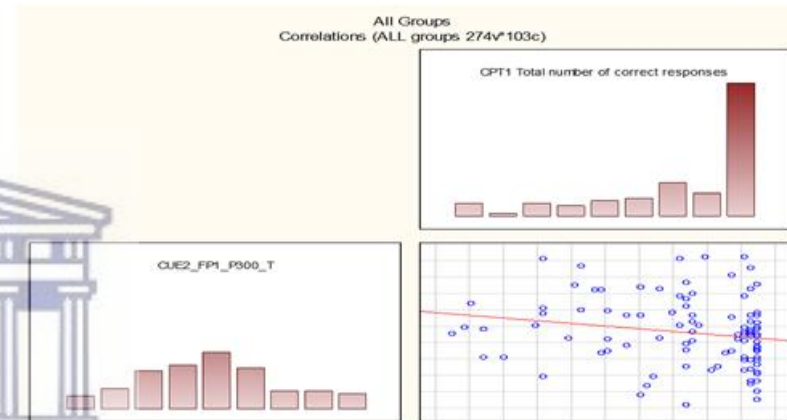 All Groups
Correlations (ALL groups 274v*103c)
CPT1 Total number of correct responses
CUE2_FP1_P300_T